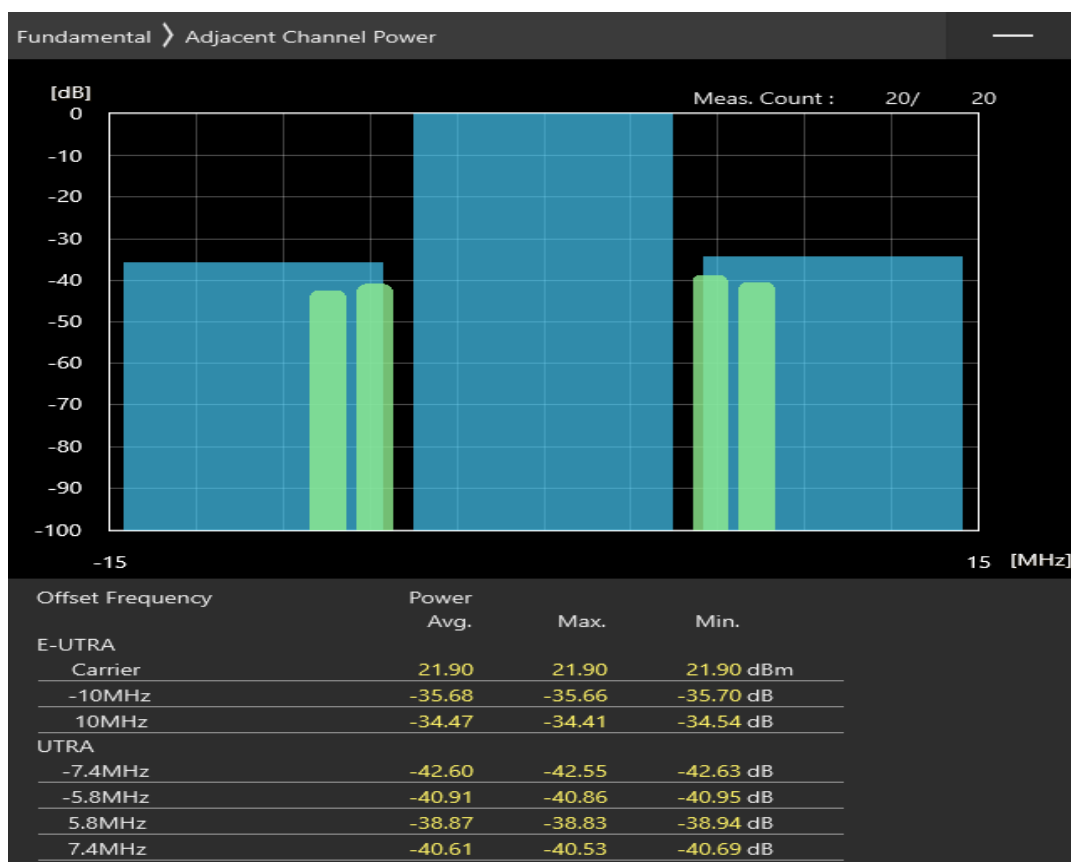 Fundamental 〉 Adjacent Channel Power
[dB]
Meas. Count : 20/ 20
0
-10
-20
-30
-40
-50
-60
-70
-80
-90
-100
-15 15 [MHz]
Offset Frequency Power
Avg. Max. Min.
E-UTRA
Carrier 21.90 21.90 21.90 dBm
-10MHz -35.68 -35.66 -35.70 dB
10MHz -34.47 -34.41 -34.54 dB
UTRA
-7.4MHz -42.60 -42.55 -42.63 dB
-5.8MHz -40.91 -40.86 -40.95 dB
5.8MHz -38.87 -38.83 -38.94 dB
7.4MHz -40.61 -40.53 -40.69 dB